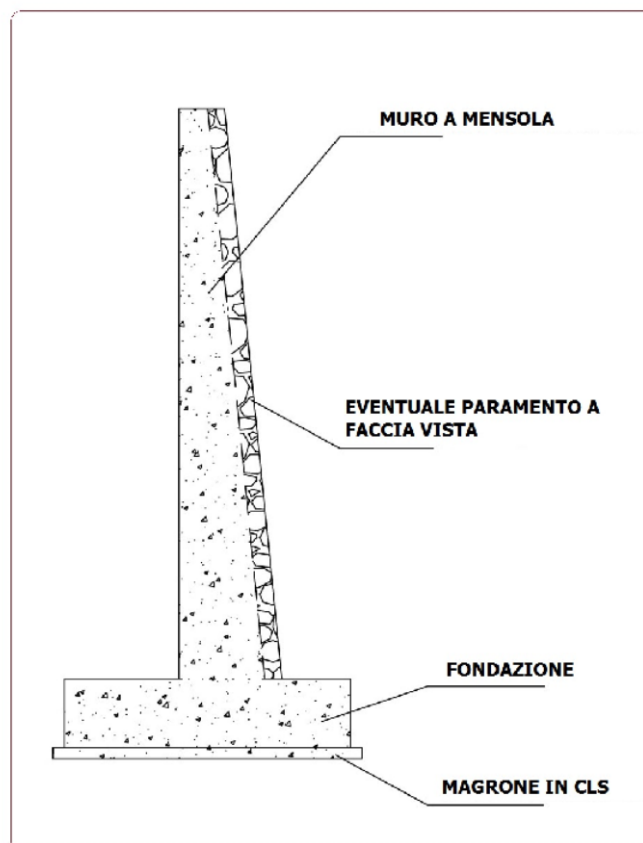 MURO A MENSOLA
EVENTUALE PARAMENTO A
FACCIA VISTA
FONDAZIONE
MAGRONE IN CLS